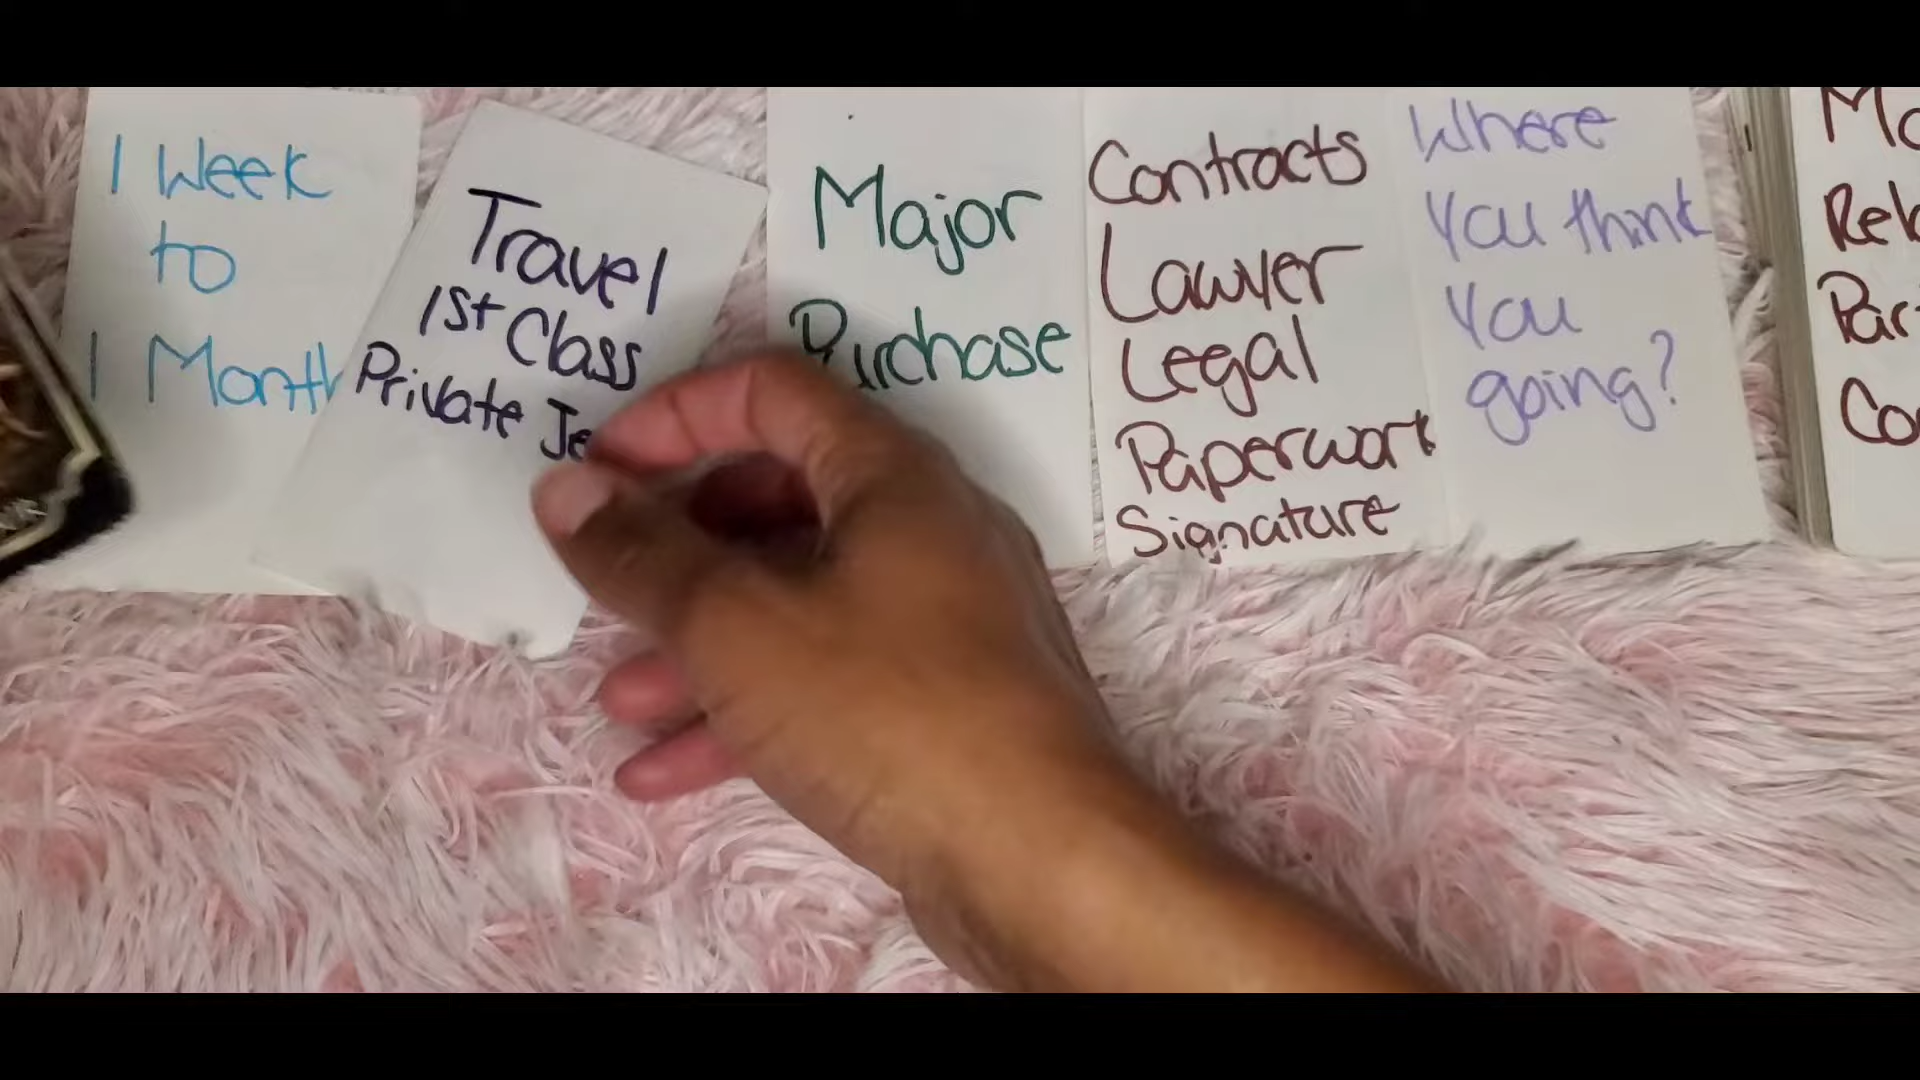 1 Week
to
1 Month
Travel
1st Class
Private
Major
Purchase
Contracts
Lawyer
Legal
Paperwork
Signature
Where
You think
You
going?